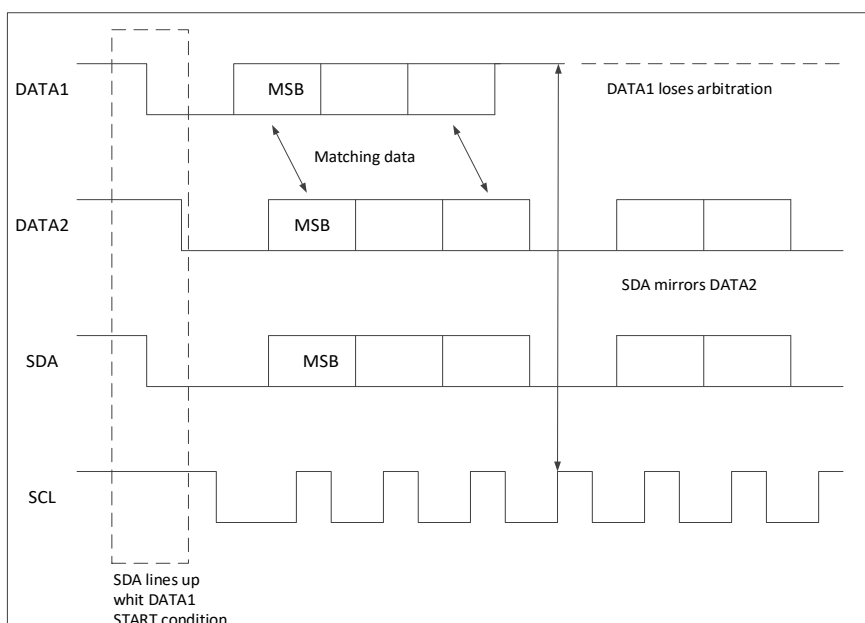 DATA1
MSB
DATA1 loses arbitration
Matching data
DATA2
MSB
SDA mirrors DATA2
SDA
MSB
SCL
SDA lines up
whit DATA1
START condition